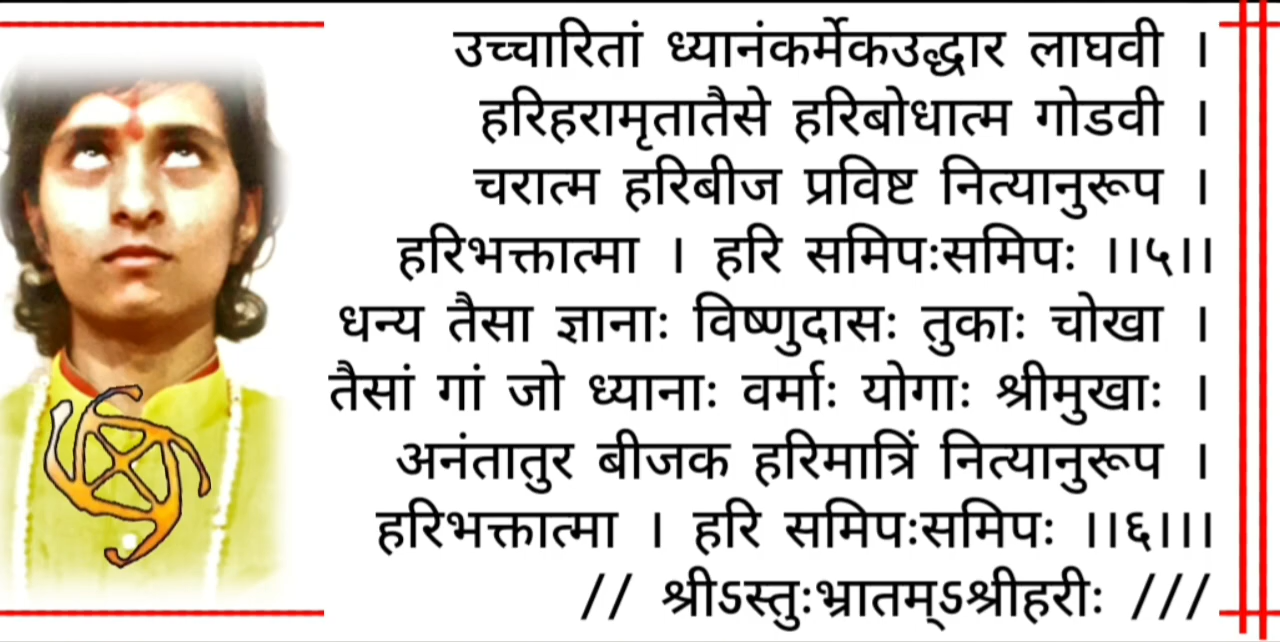 उच्चारितां ध्यानंकर्मेकउद्धार लाघवी ।
हरिहरामृतातैसे हरिबोधात्म गोडवी ।
चरात्म हरिबीज प्रविष्ट नित्यानुरूप ।
हरिभक्तात्मा । हरि समिपःसमिपः ।।५।।
धन्य तैसा ज्ञानाः विष्णुदासः तुकाः चोखा ।
तैसां गां जो ध्यानाः वर्माः योगाः श्रीमुखाः ।
अनंतातुर बीजक हरिमात्रिं नित्यानुरूप ।
हरिभक्तात्मा । हरि समिपःसमिपः ।।६।।।
// श्रीऽस्तुःभ्रातम्ऽश्रीहरीः ///